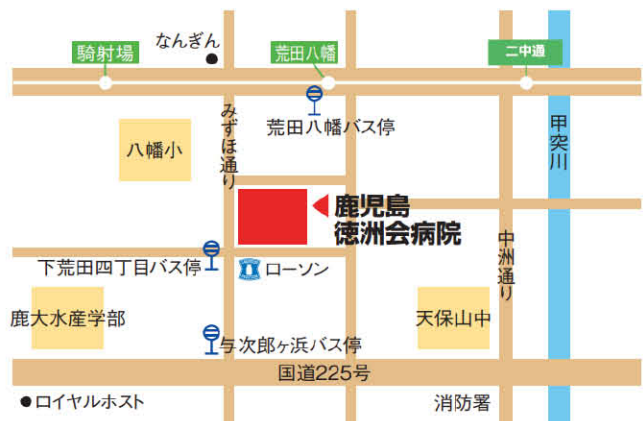 なんぎん
騎射場
荒田八幡
二中通
荒田八幡バス停
みずほ通り
八幡小
甲突川
鹿児島
徳洲会病院
中洲通り
下荒田四丁目バス停
ローソン
鹿大水産学部
天保山中
与次郎ヶ浜バス停
国道225号
ロイヤルホスト
消防署